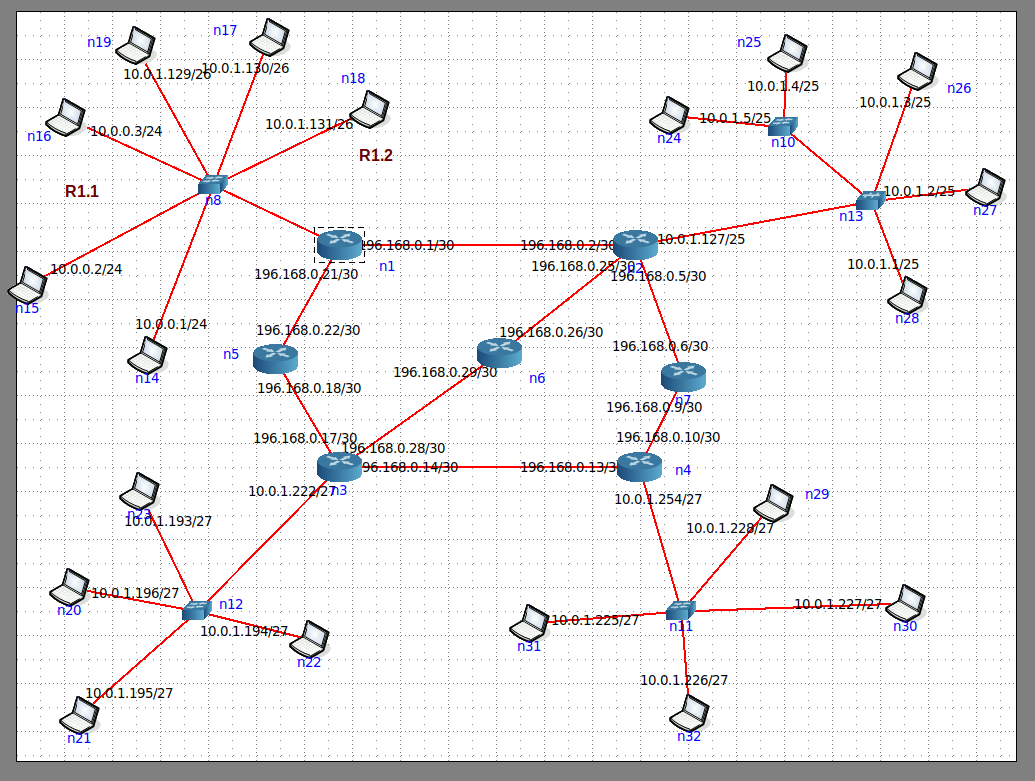 n19
n17
10.0.1.129/26
10.0.1.130/26
n18
n16
10.0.0.3/24
10.0.1.131/26
R1.2
R1.1
n8
n25
10.0.1.4/25
n26
10.0.1.3/25
n24
10.0.1.5/25
n10
10.0.1.2/25
n27
n13
10.0.1.127/25
10.0.1.1/25
n28
10.0.0.2/24
n15
196.168.0.1/30
n1
196.168.0.2/30
196.168.0.25/30
n2
196.168.0.5/30
196.168.0.21/30
10.0.0.1/24
n14
196.168.0.22/30
n5
196.168.0.18/30
196.168.0.26/30
n6
196.168.0.29/30
196.168.0.6/30
n7
196.168.0.9/30
196.168.0.10/30
196.168.0.17/30
196.168.0.28/30
196.168.0.14/30
196.168.0.13/30
n4
n3
10.0.1.222/27
10.0.1.254/27
n23
10.0.1.193/27
n29
10.0.1.228/27
n20
10.0.1.196/27
n12
10.0.1.194/27
n22
10.0.1.195/27
n21
n31
10.0.1.225/27
n11
10.0.1.227/27
n30
10.0.1.226/27
n32